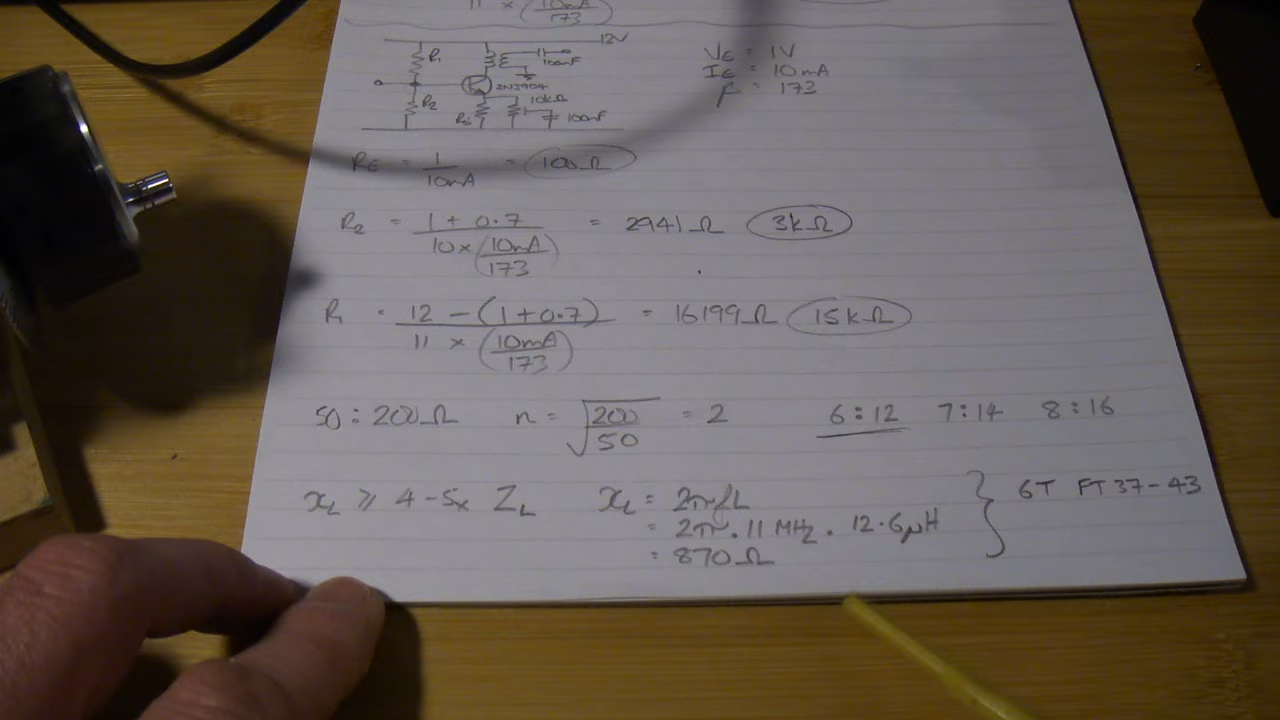 11 × (10mA / 173)
12V
R1
100nF
2N3904
R2
10kΩ
RE
100nF
VE = 1V
IE = 10mA
β = 173
RE = 1 / 10mA = 100Ω
R2 = 1 + 0.7 / 10 × (10mA / 173) = 2941Ω 3kΩ
R1 = 12 - (1 + 0.7) / 11 × (10mA / 173) = 16199Ω 15kΩ
50 : 200Ω n = √200 / 50 = 2 6:12 7:14 8:16
XL ≥ 4-5x ZL XL = 2πfL
= 2π . 11 MHz . 12.6μH } 6T FT37-43
= 870Ω